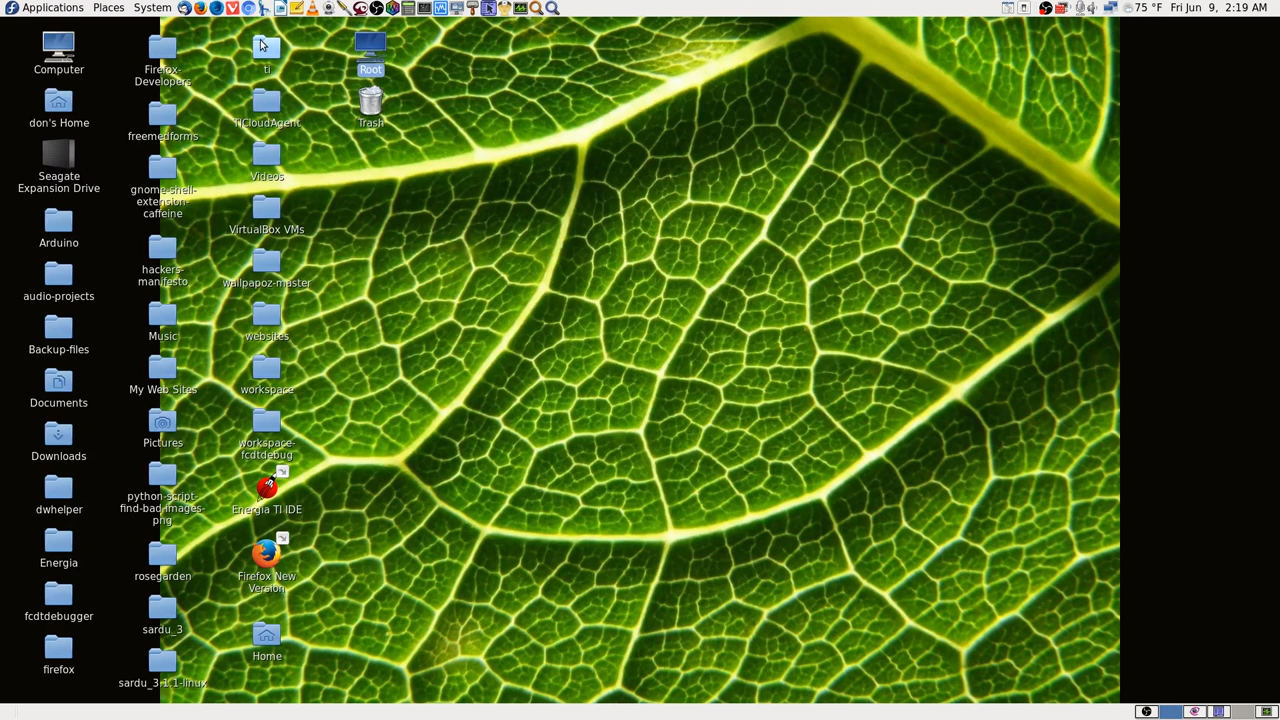 Applications Places System
75 °F Fri Jun 9, 2:19 AM
Computer
don's Home
Seagate
Expansion Drive
Arduino
audio-projects
Backup-files
Documents
Downloads
dwhelper
Energia
fcdtdebugger
firefox
Firefox-
Developers
freemedforms
gnome-shell-
extension-
caffeine
hackers-
manifesto
Music
My Web Sites
Pictures
python-script-
find-bad-images-
png
rosegarden
sardu_3
sardu_3-1.1-linux
ti
TICloudAgent
Videos
VirtualBox VMs
wallpapoz-master
websites
workspace
workspace-
fcdtdebug
Energia TI IDE
Firefox New
Version
Home
Root
Trash